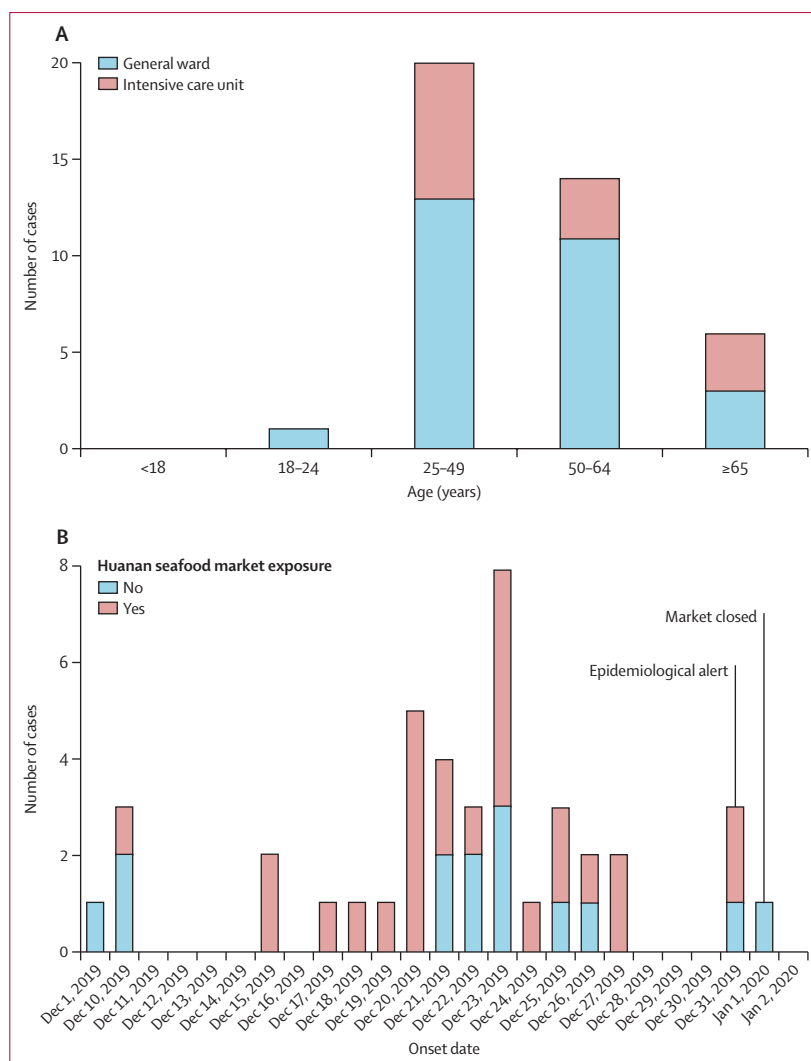 A
General ward
Intensive care unit
20
15
10
5
0
Number of cases
<18 18–24 25–49 50–64 ≥65
Age (years)
B
Huanan seafood market exposure
No
Yes
8
6
4
2
0
Number of cases
Market closed
Epidemiological alert
Dec 1, 2019
Dec 10, 2019
Dec 11, 2019
Dec 12, 2019
Dec 13, 2019
Dec 14, 2019
Dec 15, 2019
Dec 16, 2019
Dec 17, 2019
Dec 18, 2019
Dec 19, 2019
Dec 20, 2019
Dec 21, 2019
Dec 22, 2019
Dec 23, 2019
Dec 24, 2019
Dec 25, 2019
Dec 26, 2019
Dec 27, 2019
Dec 28, 2019
Dec 29, 2019
Dec 30, 2019
Dec 31, 2019
Jan 1, 2020
Jan 2, 2020
Onset date